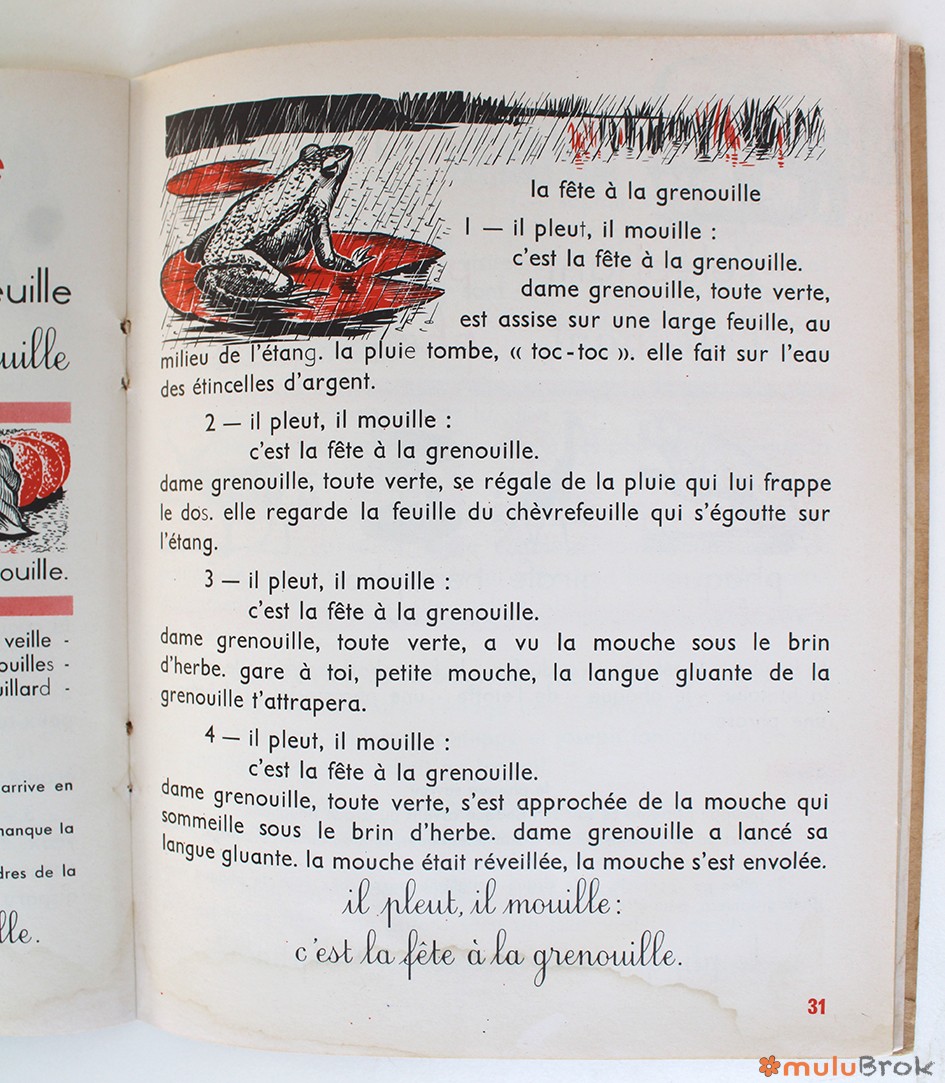 euille
uille
ouille.
veille -
ouilles -
uillard -
arrive en
manque la
dres de la
lle.
la fête à la grenouille
1 — il pleut, il mouille :
c'est la fête à la grenouille.
dame grenouille, toute verte,
est assise sur une large feuille, au
milieu de l'étang. la pluie tombe, « toc-toc ». elle fait sur l'eau
des étincelles d'argent.
2 — il pleut, il mouille :
c'est la fête à la grenouille.
dame grenouille, toute verte, se régale de la pluie qui lui frappe
le dos. elle regarde la feuille du chèvrefeuille qui s'égoutte sur
l'étang.
3 — il pleut, il mouille :
c'est la fête à la grenouille.
dame grenouille, toute verte, a vu la mouche sous le brin
d'herbe. gare à toi, petite mouche, la langue gluante de la
grenouille t'attrapera.
4 — il pleut, il mouille :
c'est la fête à la grenouille.
dame grenouille, toute verte, s'est approchée de la mouche qui
sommeille sous le brin d'herbe. dame grenouille a lancé sa
langue gluante. la mouche était réveillée, la mouche s'est envolée.
il pleut, il mouille :
c'est la fête à la grenouille.
31
muluBrok